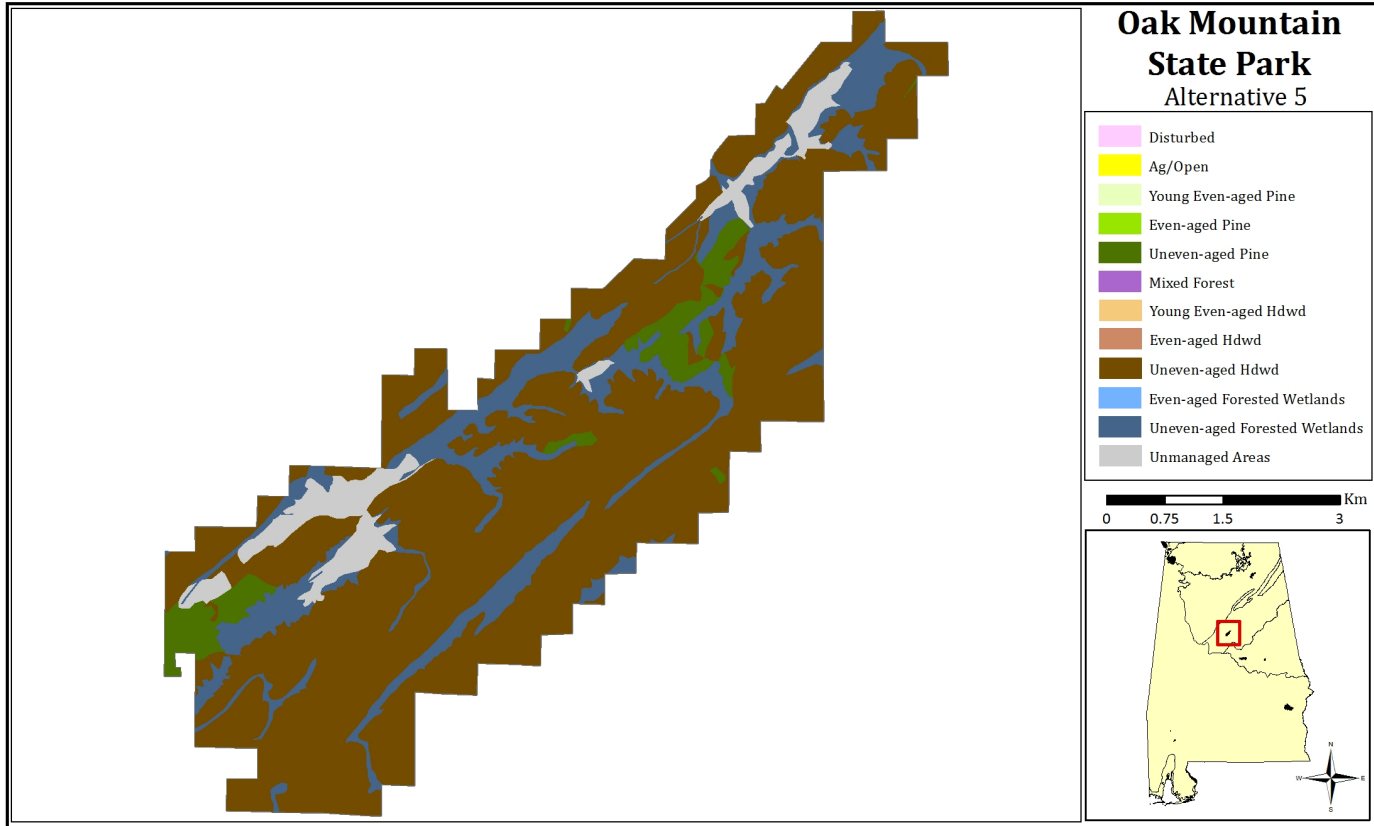 Oak Mountain
State Park
Alternative 5
Disturbed
Ag/Open
Young Even-aged Pine
Even-aged Pine
Uneven-aged Pine
Mixed Forest
Young Even-aged Hdwd
Even-aged Hdwd
Uneven-aged Hdwd
Even-aged Forested Wetlands
Uneven-aged Forested Wetlands
Unmanaged Areas
Km
0 0.75 1.5 3
N
W E
S